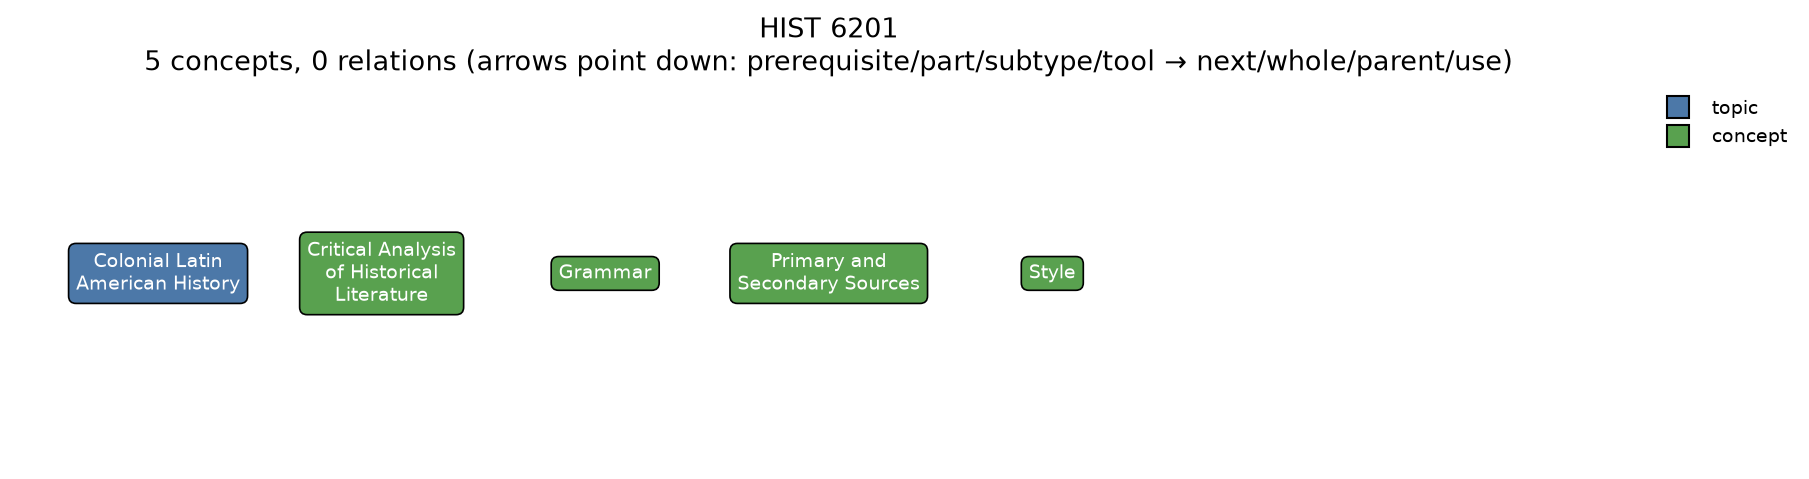 HIST 6201
5 concepts, 0 relations (arrows point down: prerequisite/part/subtype/tool → next/whole/parent/use)
topic
concept
Colonial Latin
American History
Critical Analysis
of Historical
Literature
Grammar
Primary and
Secondary Sources
Style